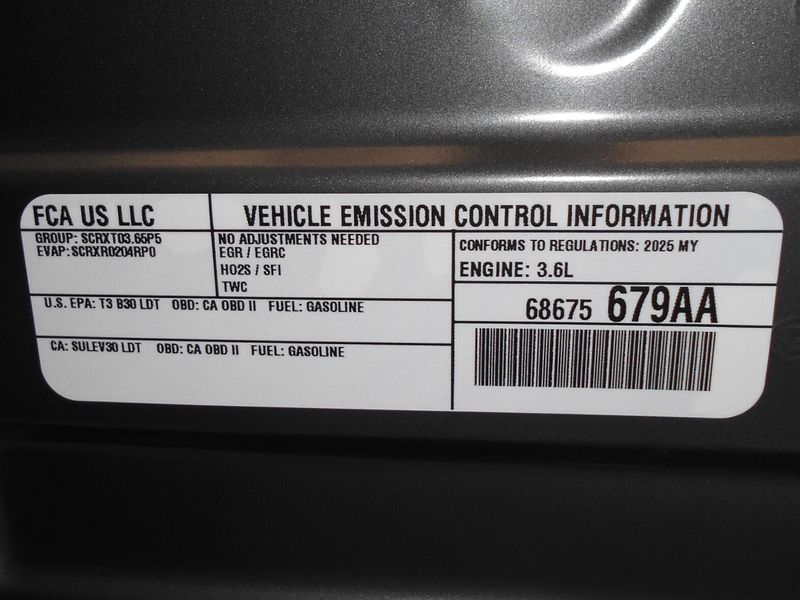 FCA US LLC
VEHICLE EMISSION CONTROL INFORMATION
GROUP: SCRXT03.65P5
EVAP: SCRXR0204RP0
NO ADJUSTMENTS NEEDED
EGR / EGRC
HO2S / SFI
TWC
CONFORMS TO REGULATIONS: 2025 MY
ENGINE: 3.6L
U.S. EPA: T3 B30 LDT OBD: CA OBD II FUEL: GASOLINE
68675 679AA
CA: SULEV30 LDT OBD: CA OBD II FUEL: GASOLINE